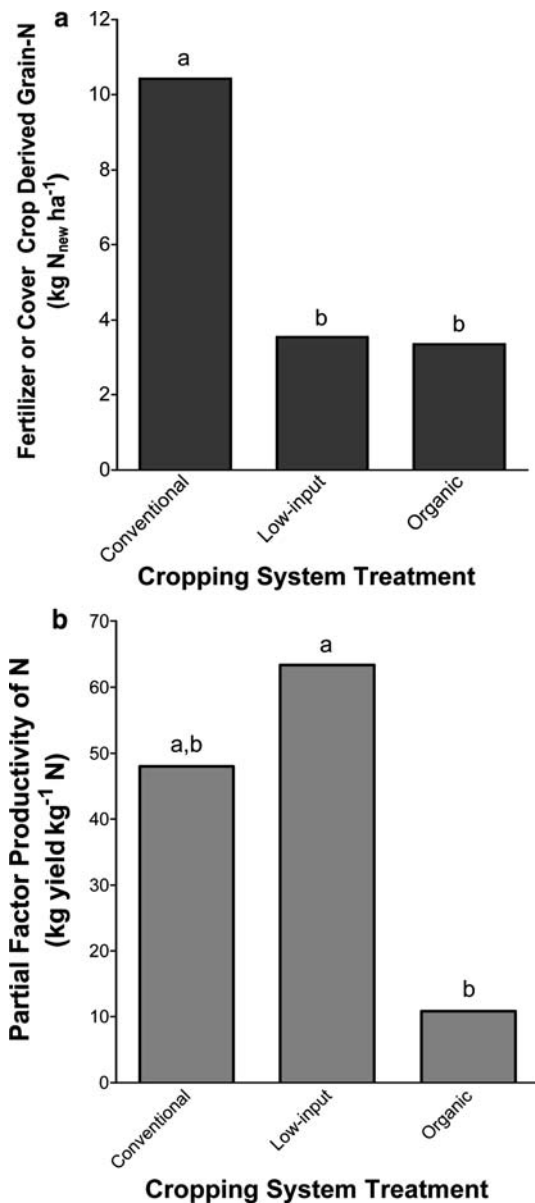 a
Fertilizer or Cover Crop Derived Grain-N
(kg N_new ha⁻¹)
12
10
8
6
4
2
0
a
b
b
Conventional
Low-input
Organic
Cropping System Treatment
b
Partial Factor Productivity of N
(kg yield kg⁻¹ N)
70
60
50
40
30
20
10
0
a,b
a
b
Conventional
Low-input
Organic
Cropping System Treatment